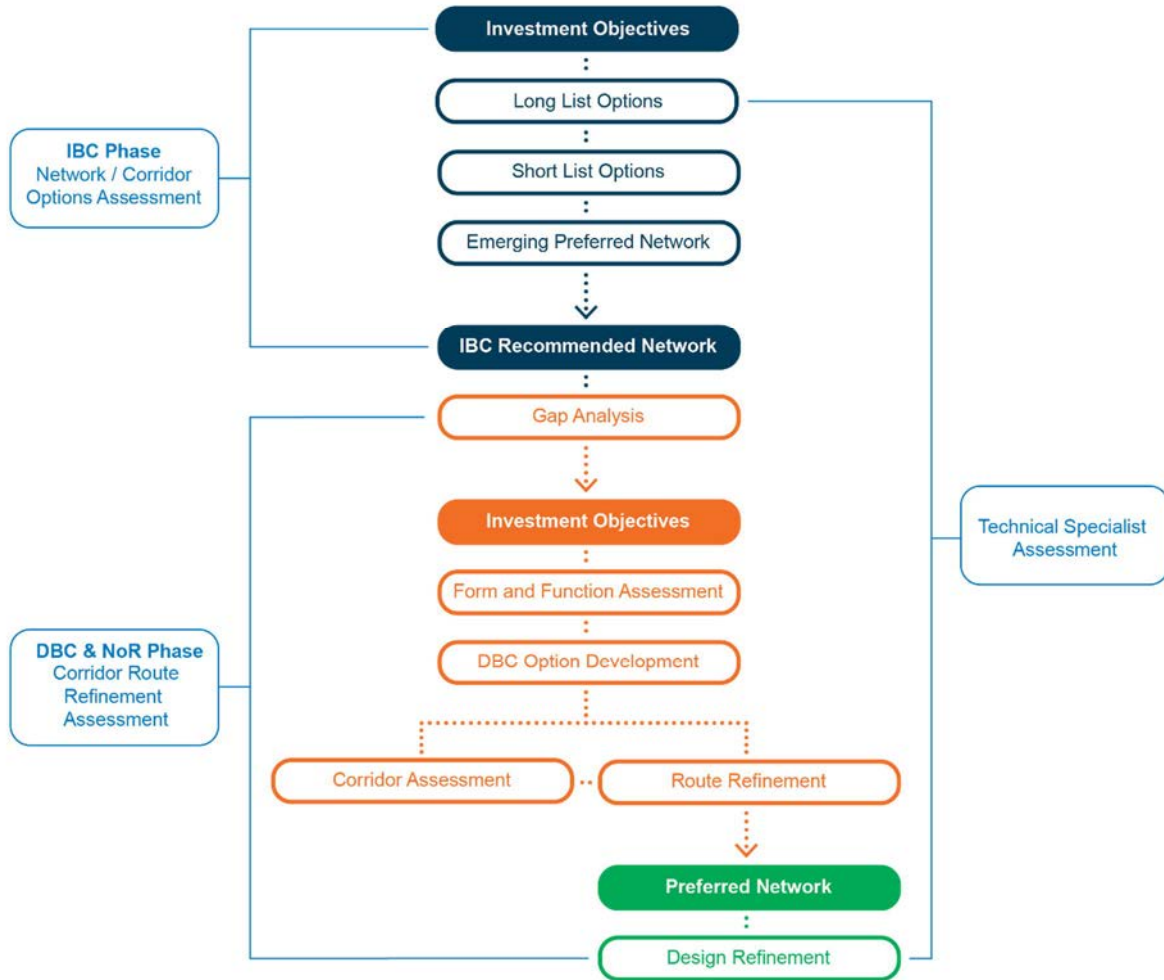 Investment Objectives
Long List Options
IBC Phase
Network / Corridor
Options Assessment
Short List Options
Emerging Preferred Network
IBC Recommended Network
Gap Analysis
Investment Objectives
Technical Specialist
Assessment
Form and Function Assessment
DBC & NoR Phase
Corridor Route
Refinement
Assessment
DBC Option Development
Corridor Assessment
Route Refinement
Preferred Network
Design Refinement